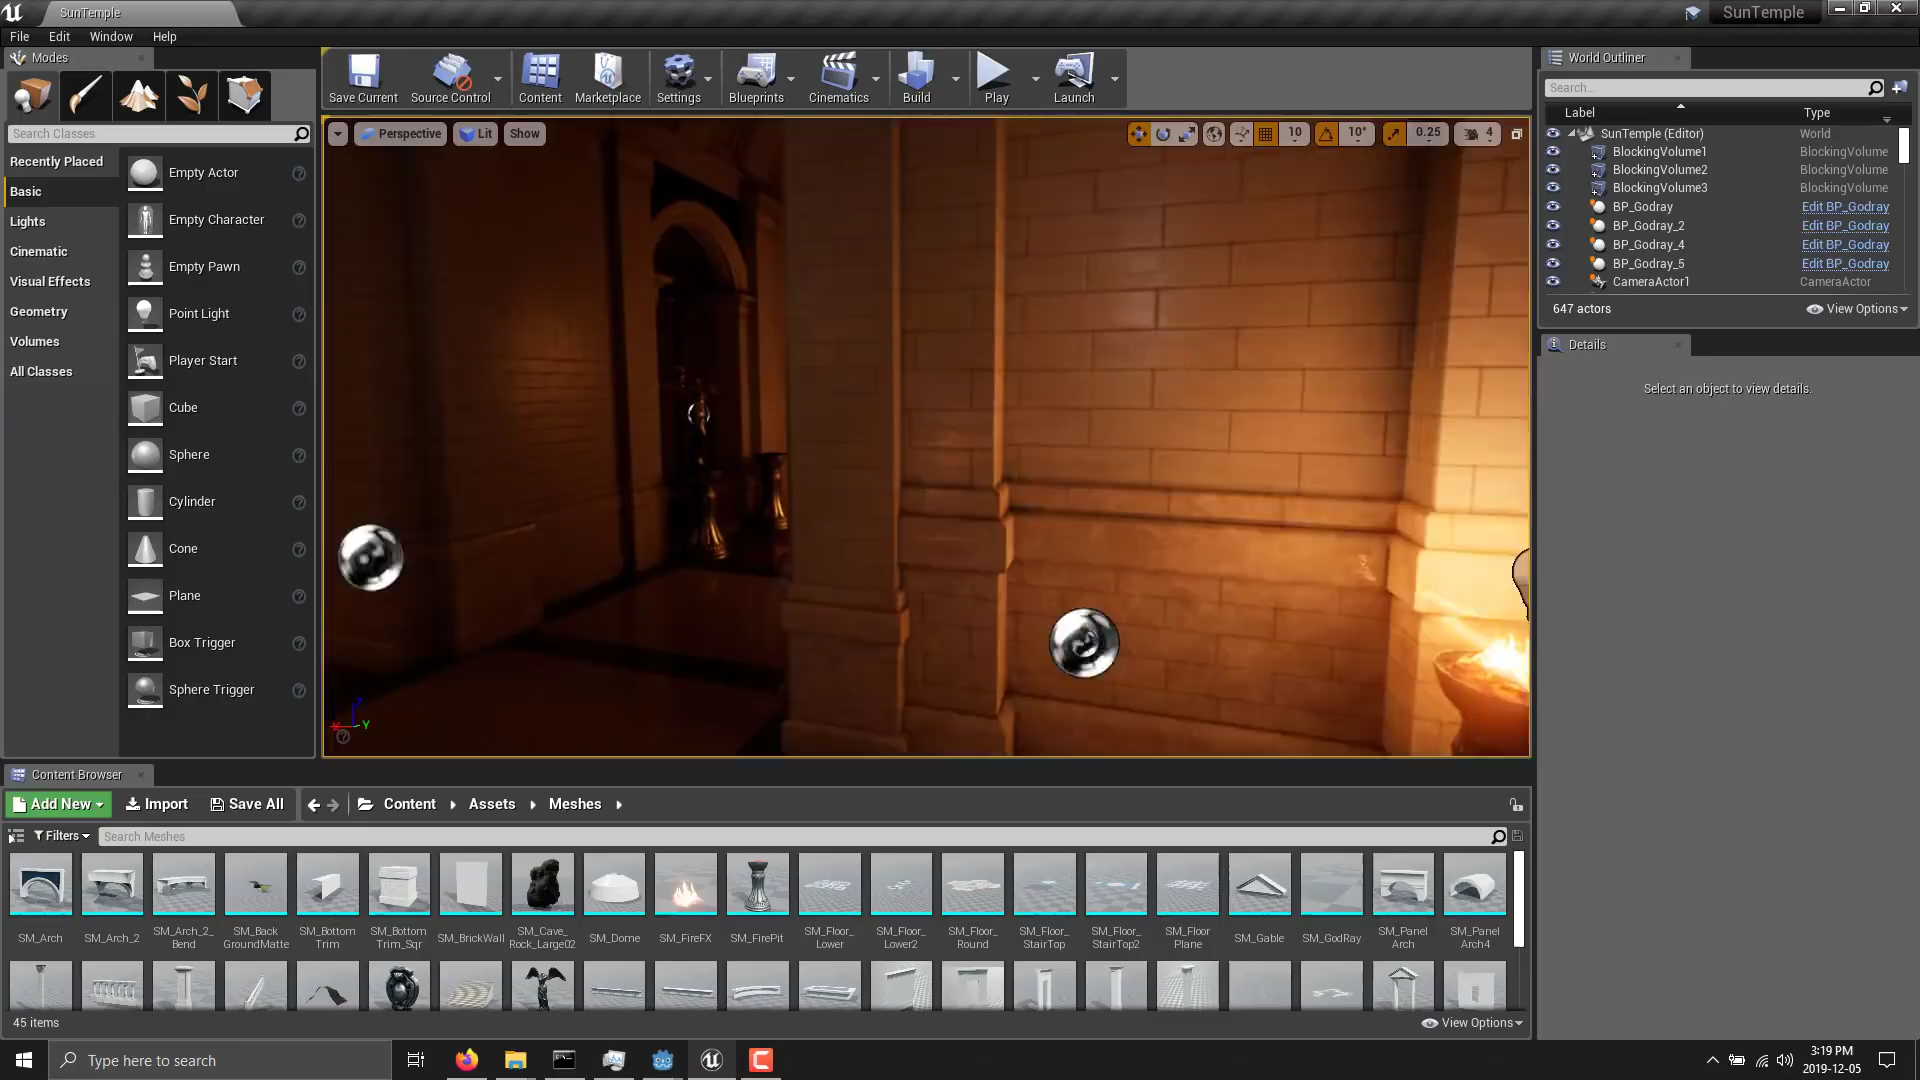 SunTemple
SunTemple
File Edit Window Help
Modes
Save Current
Source Control
Content
Marketplace
Settings
Blueprints
Cinematics
Build
Play
Launch
World Outliner
Search...
Label Type
Search Classes
Perspective Lit Show
10 10° 0.25 4
SunTemple (Editor) World
BlockingVolume1 BlockingVolume
BlockingVolume2 BlockingVolume
BlockingVolume3 BlockingVolume
BP_Godray Edit BP_Godray
BP_Godray_2 Edit BP_Godray
BP_Godray_4 Edit BP_Godray
BP_Godray_5 Edit BP_Godray
CameraActor1 CameraActor
647 actors View Options
Details
Select an object to view details.
Recently Placed
Basic
Lights
Cinematic
Visual Effects
Geometry
Volumes
All Classes
Empty Actor
Empty Character
Empty Pawn
Point Light
Player Start
Cube
Sphere
Cylinder
Cone
Plane
Box Trigger
Sphere Trigger
Z
X Y
Content Browser
Add New Import Save All Content Assets Meshes
Filters Search Meshes
SM_Arch
SM_Arch_2
SM_Arch_2_
Bend
SM_Back
GroundMatte
SM_Bottom
Trim
SM_Bottom
Trim_Sqr
SM_BrickWall
SM_Cave_
Rock_Large02
SM_Dome
SM_FireFX
SM_FirePit
SM_Floor_
Lower
SM_Floor_
Lower2
SM_Floor_
Round
SM_Floor_
StairTop
SM_Floor_
StairTop2
SM_Floor
Plane
SM_Gable
SM_GodRay
SM_Panel
Arch
SM_Panel
Arch4
45 items View Options
Type here to search
3:19 PM
2019-12-05